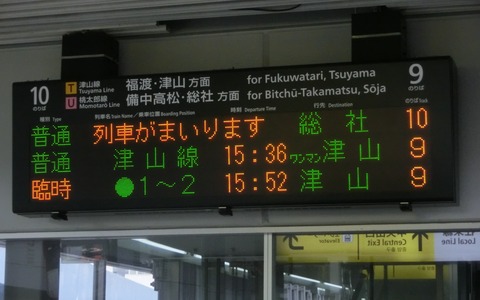 10 のりば
T 津山線 Tsuyama Line
U 桃太郎線 Momotarō Line
福渡・津山 方面 for Fukuwatari, Tsuyama
備中高松・総社 方面 for Bitchū-Takamatsu, Sōja
9 のりば
種別 Type 列車名 Train Name／乗車位置 Boarding Position 時刻 Departure Time 行先 Destination のりば Track
普通 列車がまいります 総社 10
普通 津山線 15:36 ワンマン 津山 9
臨時 ●1～2 15:52 津山 9
Elevator
Central Exit
Local Line